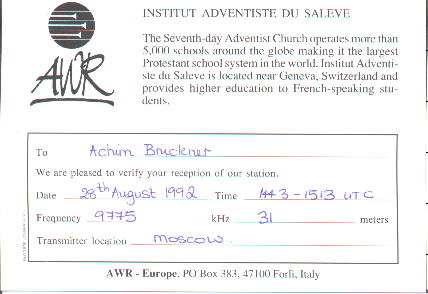 INSTITUT ADVENTISTE DU SALEVE
The Seventh-day Adventist Church operates more than
5,000 schools around the globe making it the largest
Protestant school system in the world. Institut Adventi-
ste du Saleve is located near Geneva, Switzerland and
provides higher education to French-speaking stu-
dents.
AWR
To Achim Bruckner
We are pleased to verify your reception of our station.
Date 28th August 1992 Time 1443-1513 UTC
Frequency 9775 kHz 31 meters
Transmitter location Moscow.
AWR - Europe, PO Box 383, 47100 Forlì, Italy